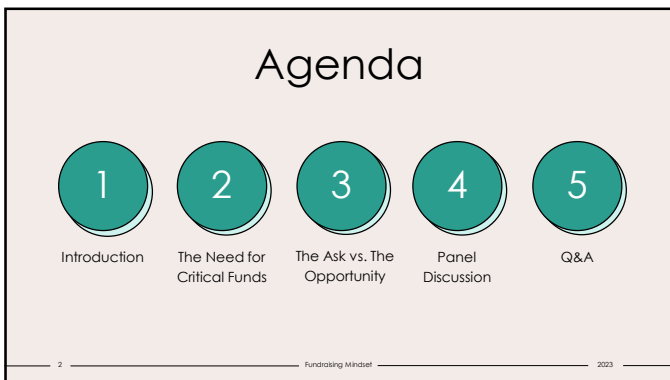 Agenda
1
2
3
4
5
Introduction
The Need for
Critical Funds
The Ask vs. The
Opportunity
Panel
Discussion
Q&A
2
Fundraising Mindset
2023